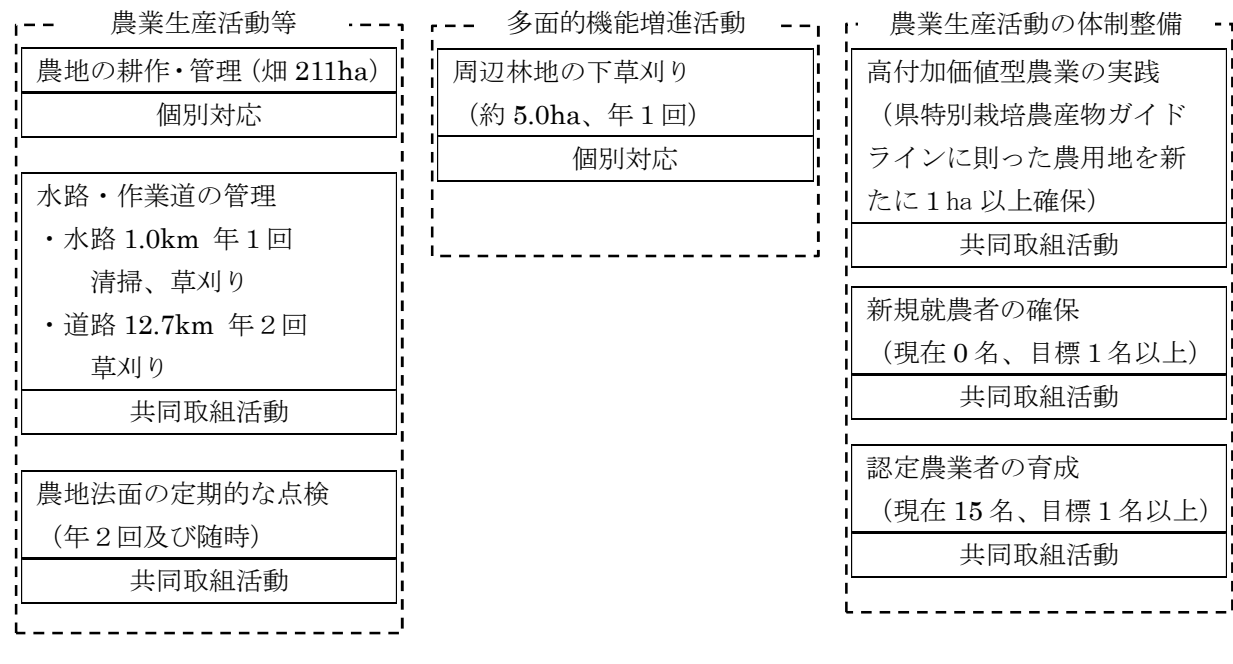 農業生産活動等
農地の耕作・管理（畑 211ha）
個別対応
水路・作業道の管理
・水路 1.0km 年１回
清掃、草刈り
・道路 12.7km 年２回
草刈り
共同取組活動
農地法面の定期的な点検
（年２回及び随時）
共同取組活動
多面的機能増進活動
周辺林地の下草刈り
（約 5.0ha、年１回）
個別対応
農業生産活動の体制整備
高付加価値型農業の実践
（県特別栽培農産物ガイド
ラインに則った農用地を新
たに１ha 以上確保）
共同取組活動
新規就農者の確保
（現在 0 名、目標１名以上）
共同取組活動
認定農業者の育成
（現在 15 名、目標１名以上）
共同取組活動